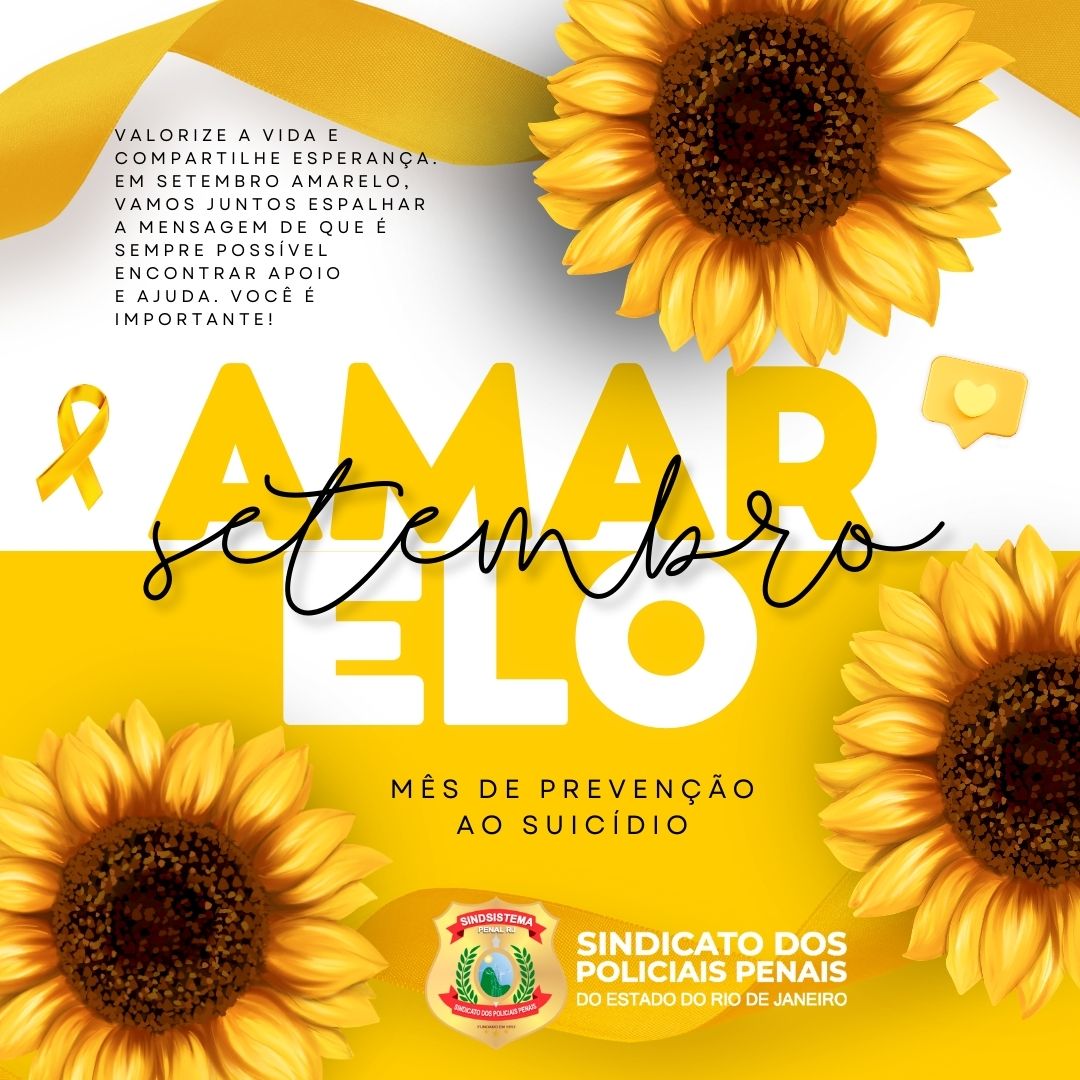 VALORIZE A VIDA E
COMPARTILHE ESPERANÇA.
EM SETEMBRO AMARELO,
VAMOS JUNTOS ESPALHAR
A MENSAGEM DE QUE É
SEMPRE POSSÍVEL
ENCONTRAR APOIO
E AJUDA. VOCÊ É
IMPORTANTE!
AMAR
setembro
ELO
MÊS DE PREVENÇÃO
AO SUICÍDIO
SINDSISTEMA
PENAL RJ
SINDICATO DOS POLICIAIS PENAIS
SINDICATO DOS
POLICIAIS PENAIS
DO ESTADO DO RIO DE JANEIRO